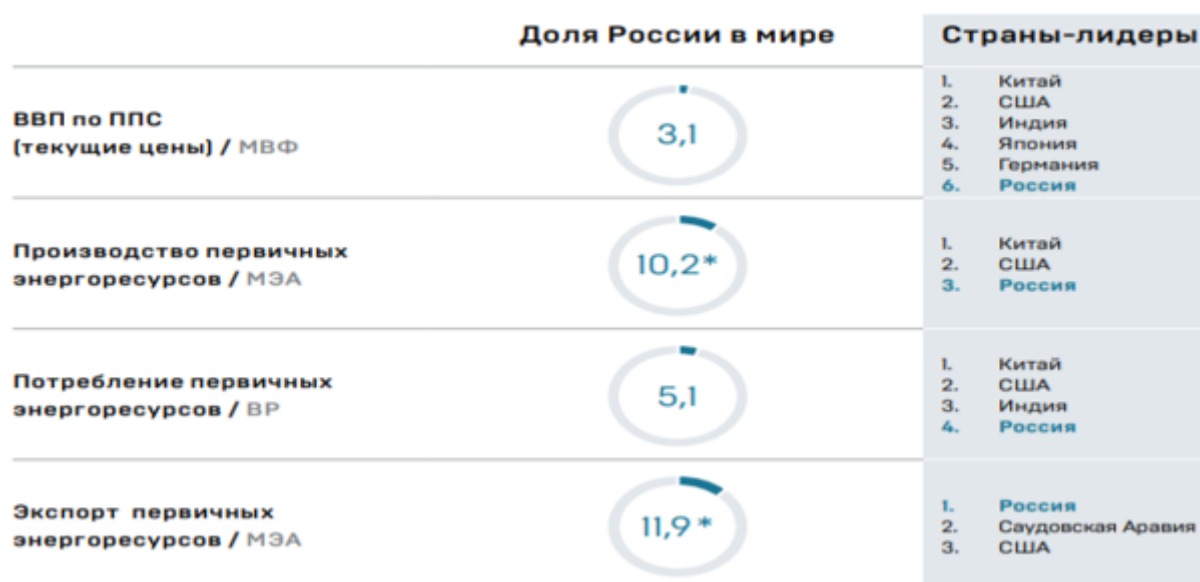 Доля России в мире
Страны-лидеры
ВВП по ППС
(текущие цены) / МВФ
3,1
1. Китай
2. США
3. Индия
4. Япония
5. Германия
6. Россия
Производство первичных
энергоресурсов / МЭА
10,2*
1. Китай
2. США
3. Россия
Потребление первичных
энергоресурсов / BP
5,1
1. Китай
2. США
3. Индия
4. Россия
Экспорт первичных
энергоресурсов / МЭА
11,9 *
1. Россия
2. Саудовская Аравия
3. США